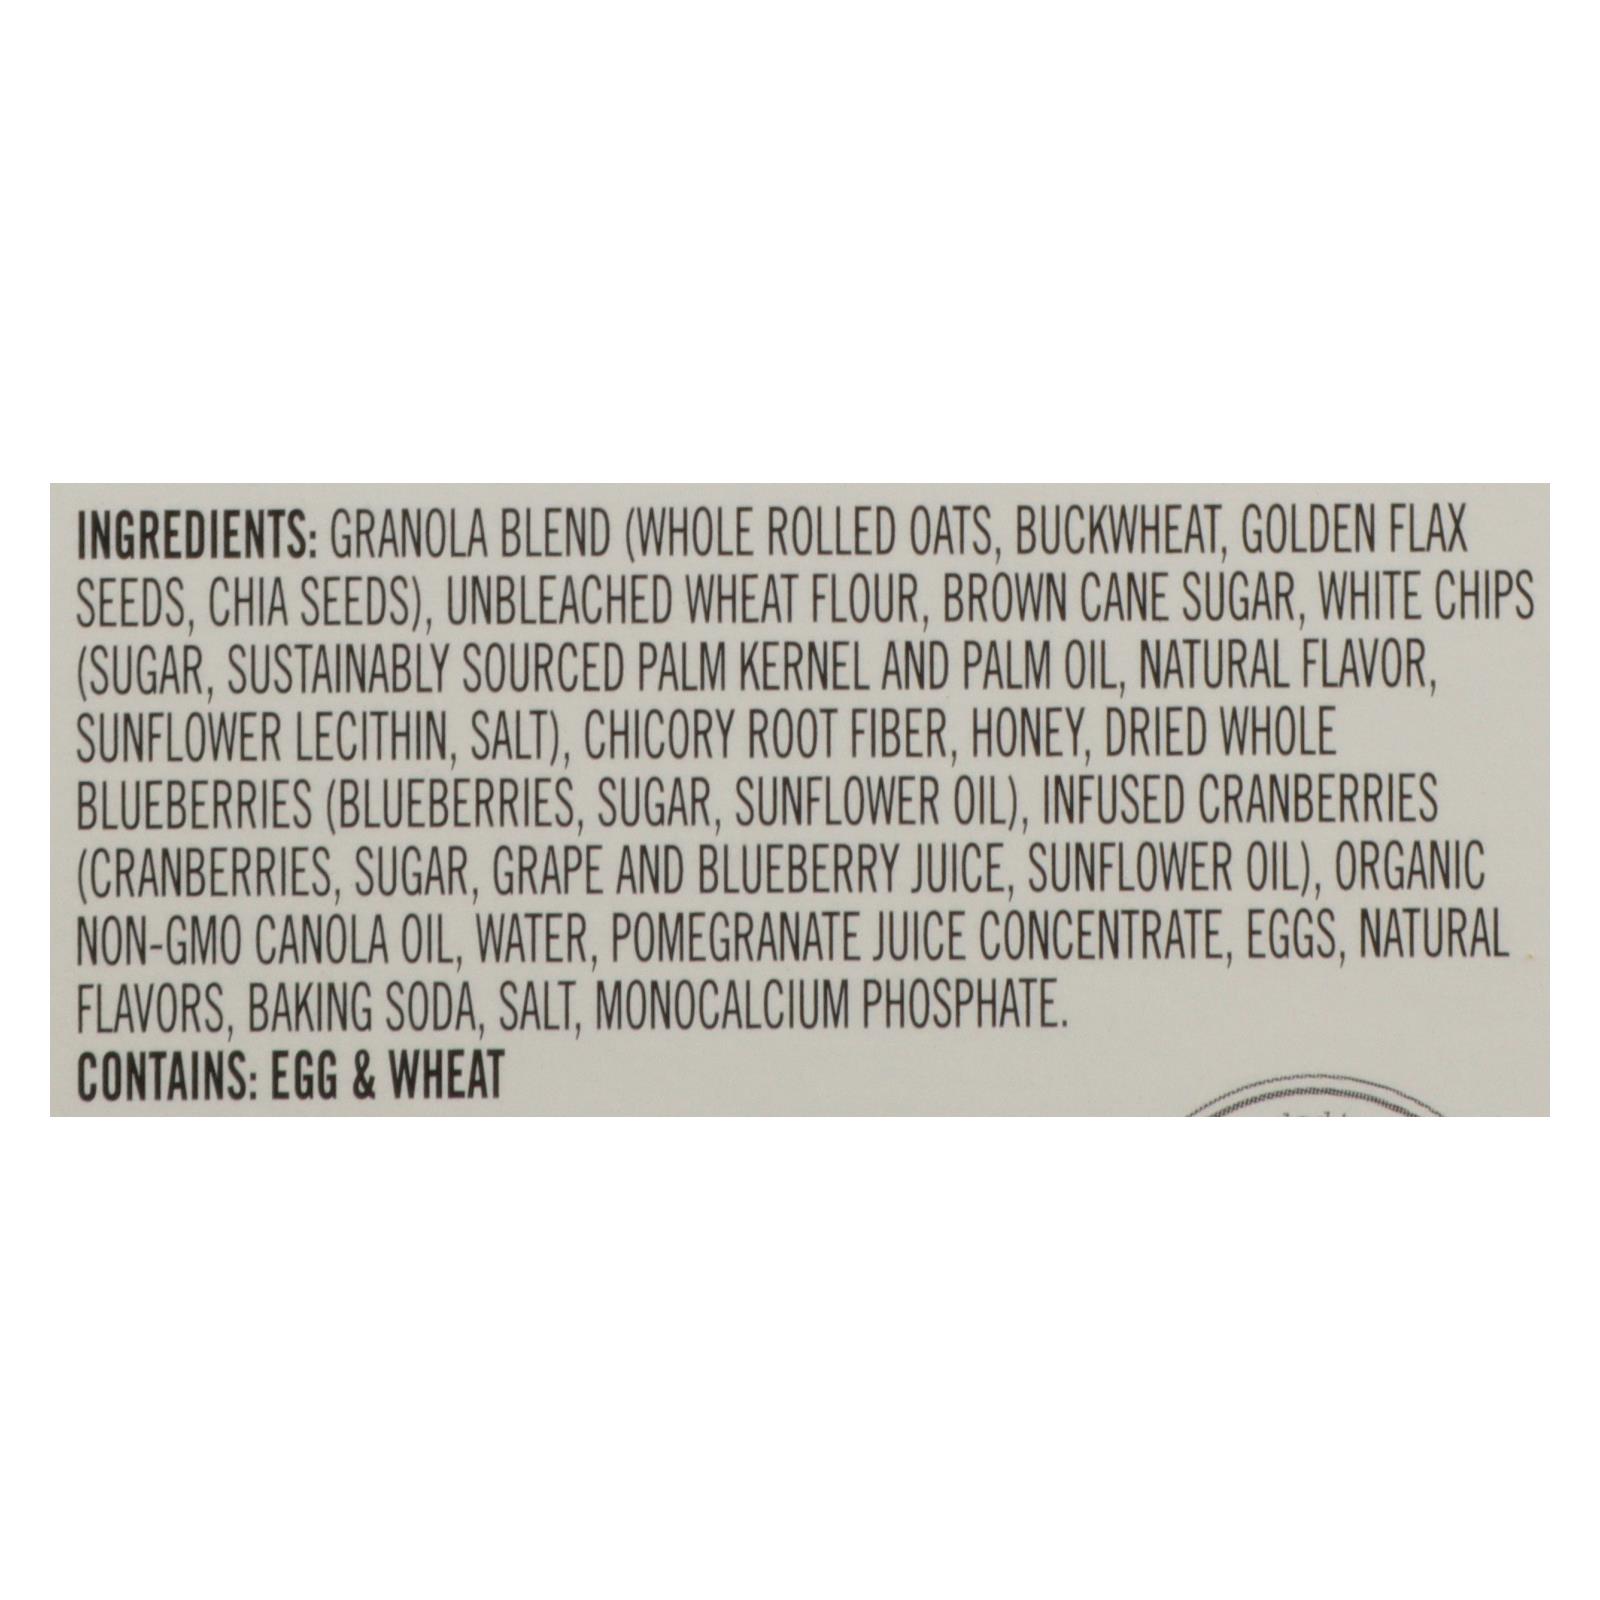 INGREDIENTS: GRANOLA BLEND (WHOLE ROLLED OATS, BUCKWHEAT, GOLDEN FLAX
SEEDS, CHIA SEEDS), UNBLEACHED WHEAT FLOUR, BROWN CANE SUGAR, WHITE CHIPS
(SUGAR, SUSTAINABLY SOURCED PALM KERNEL AND PALM OIL, NATURAL FLAVOR,
SUNFLOWER LECITHIN, SALT), CHICORY ROOT FIBER, HONEY, DRIED WHOLE
BLUEBERRIES (BLUEBERRIES, SUGAR, SUNFLOWER OIL), INFUSED CRANBERRIES
(CRANBERRIES, SUGAR, GRAPE AND BLUEBERRY JUICE, SUNFLOWER OIL), ORGANIC
NON-GMO CANOLA OIL, WATER, POMEGRANATE JUICE CONCENTRATE, EGGS, NATURAL
FLAVORS, BAKING SODA, SALT, MONOCALCIUM PHOSPHATE.
CONTAINS: EGG & WHEAT